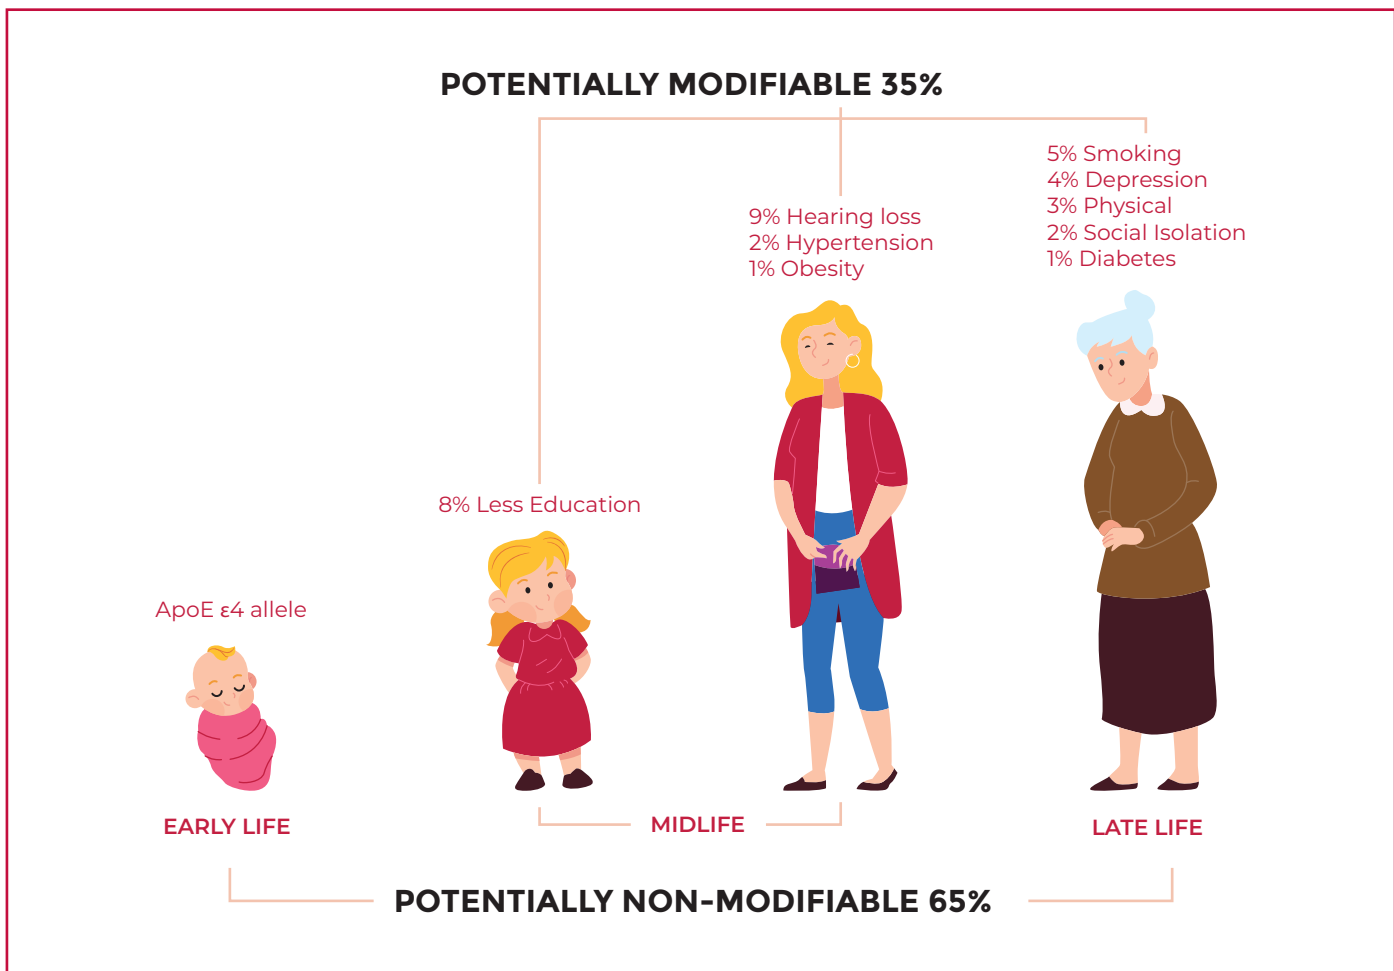 POTENTIALLY MODIFIABLE 35%
5% Smoking
4% Depression
3% Physical
2% Social Isolation
1% Diabetes
9% Hearing loss
2% Hypertension
1% Obesity
8% Less Education
ApoE ε4 allele
EARLY LIFE
MIDLIFE
LATE LIFE
POTENTIALLY NON-MODIFIABLE 65%